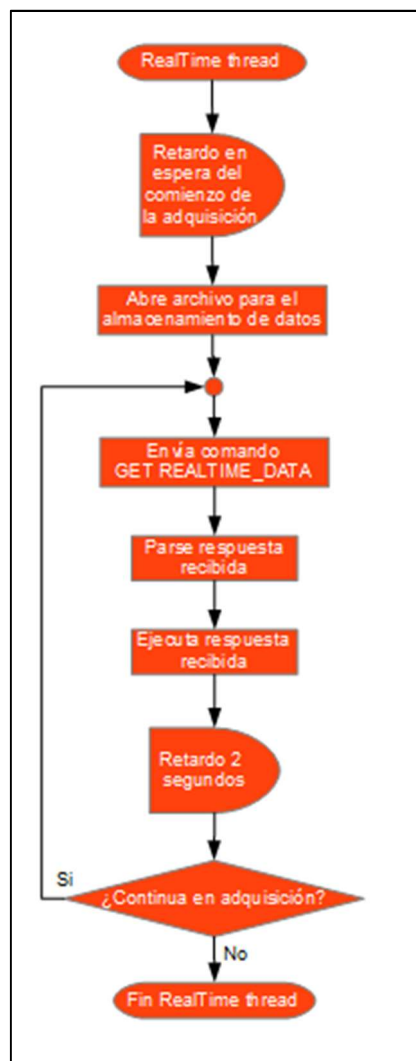 RealTime thread
Retardo en
espera del
comienzo de
la adquisición
Abre archivo para el
almacenamiento de datos
Envía comando
GET REALTIME_DATA
Parse respuesta
recibida
Ejecuta respuesta
recibida
Retardo 2
segundos
Si
¿Continua en adquisición?
No
Fin RealTime thread